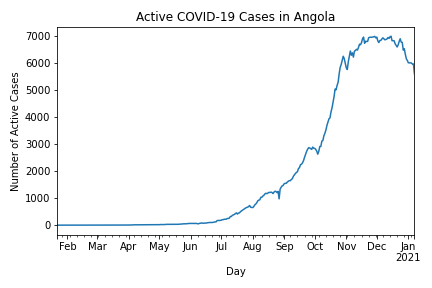 Active COVID-19 Cases in Angola
Number of Active Cases
7000
6000
5000
4000
3000
2000
1000
0
Feb Mar Apr May Jun Jul Aug Sep Oct Nov Dec Jan
2021
Day